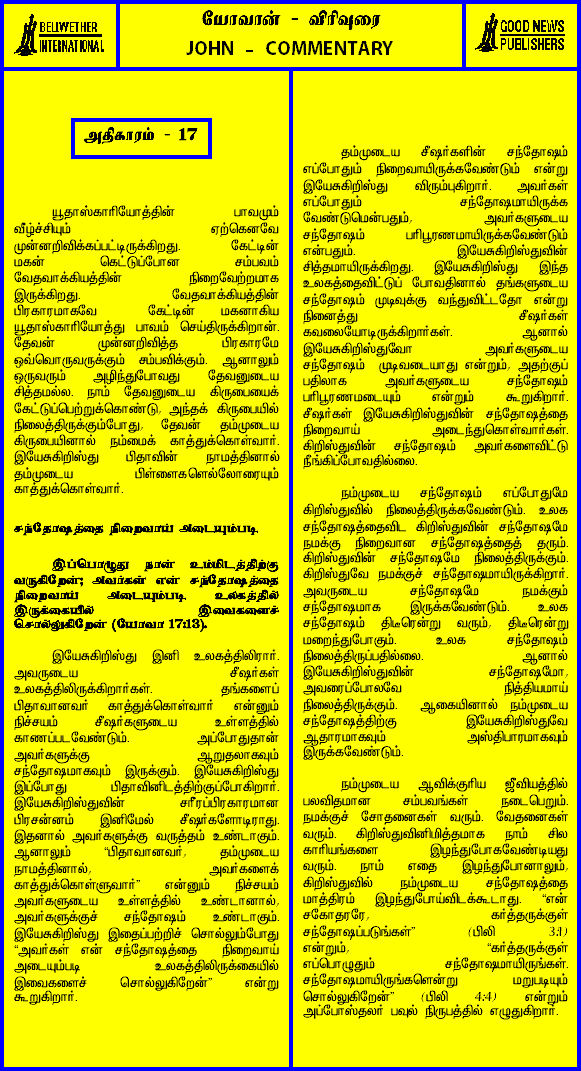 BELIWETHER
INTERNATIONAL
யோவான் - விரிவுரை
JOHN - COMMENTARY
GOOD NEWS
PUBLISHERS
அதிகாரம் - 17
யூதாஸ்காரியோத்தின் பாவமும்
வீழ்ச்சியும் ஏற்கெனவே
முன்னறிவிக்கப்பட்டிருக்கிறது. கேட்டின்
மகன் கெட்டுப்போன சம்பவம்
வேதவாக்கியத்தின் நிறைவேற்றமாக
இருக்கிறது. வேதவாக்கியத்தின்
பிரகாரமாகவே கேட்டின் மகனாகிய
யூதாஸ்காரியோத்து பாவம் செய்திருக்கிறான்.
தேவன் முன்னறிவித்த பிரகாரமே
ஒவ்வொருவருக்கும் சம்பவிக்கும். ஆனாலும்
ஒருவரும் அழிந்துபோவது தேவனுடைய
சித்தமல்ல. நாம் தேவனுடைய கிருபையைக்
கேட்டுப்பெற்றுக்கொண்டு, அந்தக் கிருபையில்
நிலைத்திருக்கும்போது, தேவன் தம்முடைய
கிருபையினால் நம்மைக் காத்துக்கொள்வார்.
இயேசுகிறிஸ்து பிதாவின் நாமத்தினால்
தம்முடைய பிள்ளைகளெல்லோரையும்
காத்துக்கொள்வார்.
சந்தோஷத்தை நிறைவாய் அடையும்படி
இப்பொழுது நான் உம்மிடத்திற்கு
வருகிறேன்; அவர்கள் என் சந்தோஷத்தை
நிறைவாய் அடையும்படி உலகத்தில்
இருக்கையில் இவைகளைச்
சொல்லுகிறேன் (யோவா 17:13).
இயேசுகிறிஸ்து இனி உலகத்திலிரார்.
அவருடைய சீஷர்கள்
உலகத்திலிருக்கிறார்கள். தங்களைப்
பிதாவானவர் காத்துக்கொள்வார் என்னும்
நிச்சயம் சீஷர்களுடைய உள்ளத்தில்
காணப்படவேண்டும். அப்போதுதான்
அவர்களுக்கு ஆறுதலாகவும்
சந்தோஷமாகவும் இருக்கும். இயேசுகிறிஸ்து
இப்போது பிதாவினிடத்திற்குப்போகிறார்.
இயேசுகிறிஸ்துவின் சரீரப்பிரகாரமான
பிரசன்னம் இனிமேல் சீஷர்களோடிராது.
இதனால் அவர்களுக்கு வருத்தம் உண்டாகும்.
ஆனாலும் "பிதாவானவர், தம்முடைய
நாமத்தினால், அவர்களைக்
காத்துக்கொள்ளுவார்" என்னும் நிச்சயம்
அவர்களுடைய உள்ளத்தில் உண்டானால்,
அவர்களுக்குச் சந்தோஷம் உண்டாகும்.
இயேசுகிறிஸ்து இதைப்பற்றிச் சொல்லும்போது
"அவர்கள் என் சந்தோஷத்தை நிறைவாய்
அடையும்படி உலகத்திலிருக்கையில்
இவைகளைச் சொல்லுகிறேன்" என்று
கூறுகிறார்.
தம்முடைய சீஷர்களின் சந்தோஷம்
எப்போதும் நிறைவாயிருக்கவேண்டும் என்று
இயேசுகிறிஸ்து விரும்புகிறார். அவர்கள்
எப்போதும் சந்தோஷமாயிருக்க
வேண்டுமென்பதும், அவர்களுடைய
சந்தோஷம் பரிபூரணமாயிருக்கவேண்டும்
என்பதும். இயேசுகிறிஸ்துவின்
சித்தமாயிருக்கிறது. இயேசுகிறிஸ்து இந்த
உலகத்தைவிட்டுப் போவதினால் தங்களுடைய
சந்தோஷம் முடிவுக்கு வந்துவிட்டதோ என்று
நினைத்து சீஷர்கள்
கவலையோடிருக்கிறார்கள். ஆனால்
இயேசுகிறிஸ்துவோ அவர்களுடைய
சந்தோஷம் முடிவடையாது என்றும், அதற்குப்
பதிலாக அவர்களுடைய சந்தோஷம்
பரிபூரணமடையும் என்றும் கூறுகிறார்.
சீஷர்கள் இயேசுகிறிஸ்துவின் சந்தோஷத்தை
நிறைவாய் அடைந்துகொள்வார்கள்.
கிறிஸ்துவின் சந்தோஷம் அவர்களைவிட்டு
நீங்கிப்போவதில்லை.
நம்முடைய சந்தோஷம் எப்போதுமே
கிறிஸ்துவில் நிலைத்திருக்கவேண்டும். உலக
சந்தோஷத்தைவிட கிறிஸ்துவின் சந்தோஷமே
நமக்கு நிறைவான சந்தோஷத்தைத் தரும்.
கிறிஸ்துவின் சந்தோஷமே நிலைத்திருக்கும்.
கிறிஸ்துவே நமக்குச் சந்தோஷமாயிருக்கிறார்.
அவருடைய சந்தோஷமே நமக்கும்
சந்தோஷமாக இருக்கவேண்டும். உலக
சந்தோஷம் திடீரென்று வரும், திடீரென்று
மறைந்துபோகும். உலக சந்தோஷம்
நிலைத்திருப்பதில்லை. ஆனால்
இயேசுகிறிஸ்துவின் சந்தோஷமோ,
அவரைப்போலவே நித்தியமாய்
நிலைத்திருக்கும். ஆகையினால் நம்முடைய
சந்தோஷத்திற்கு இயேசுகிறிஸ்துவே
ஆதாரமாகவும் அஸ்திபாரமாகவும்
இருக்கவேண்டும்.
நம்முடைய ஆவிக்குரிய ஜீவியத்தில்
பலவிதமான சம்பவங்கள் நடைபெறும்.
நமக்குச் சோதனைகள் வரும். வேதனைகள்
வரும். கிறிஸ்துவினிமித்தமாக நாம் சில
காரியங்களை இழந்துபோகவேண்டியது
வரும். நாம் எதை இழந்துபோனாலும்,
கிறிஸ்துவில் நம்முடைய சந்தோஷத்தை
மாத்திரம் இழந்துபோய்விடக்கூடாது. "என்
சகோதரரே, கர்த்தருக்குள்
சந்தோஷப்படுங்கள்" (பிலி 3:1)
என்றும், "கர்த்தருக்குள்
எப்பொழுதும் சந்தோஷமாயிருங்கள்.
சந்தோஷமாயிருங்களென்று மறுபடியும்
சொல்லுகிறேன்" (பிலி 4:4) என்றும்
அப்போஸ்தலர் பவுல் நிருபத்தில் எழுதுகிறார்.